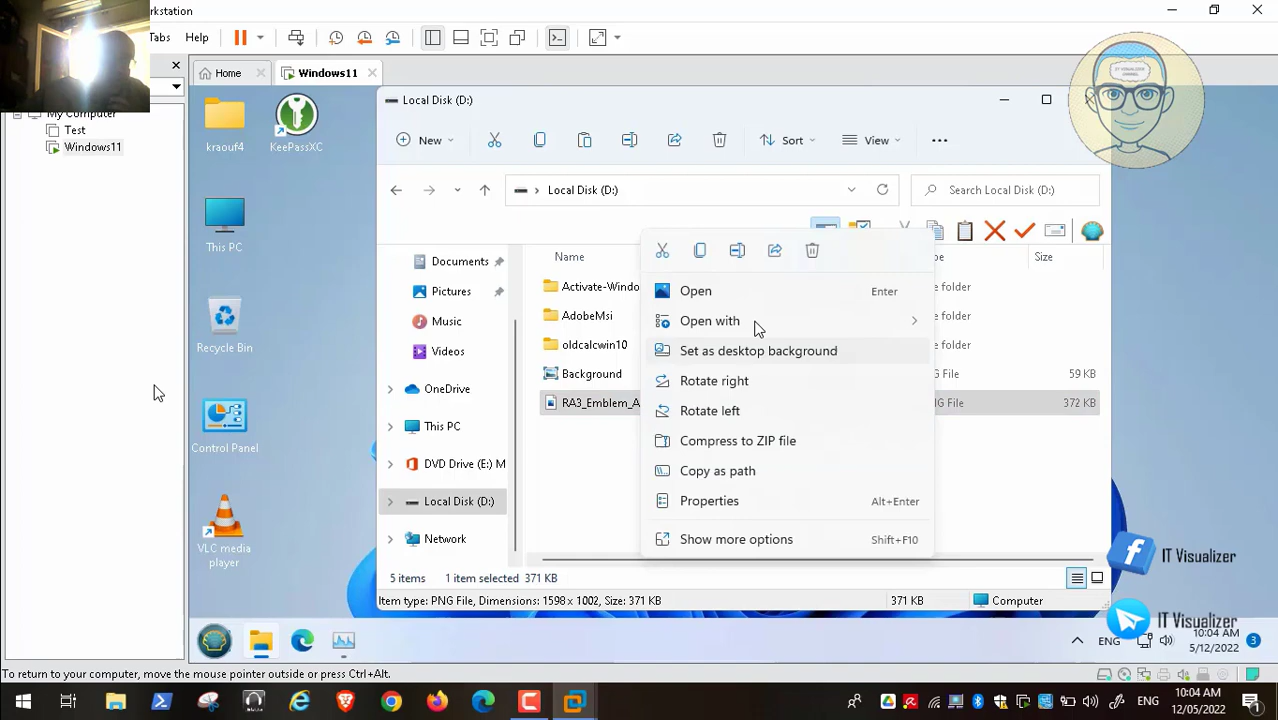 rkstation
Tabs Help
Home Windows11
My Computer
Test
Windows11
kraouf4
KeePassXC
This PC
Recycle Bin
Control Panel
VLC media
player
Local Disk (D:)
New Sort View
Local Disk (D:) Search Local Disk (D:)
Documents
Pictures
Music
Videos
OneDrive
This PC
DVD Drive (E:) M
Local Disk (D:)
Network
Name pe Size
Activate-Windo e folder
AdobeMsi e folder
oldcalcwin10 e folder
Background G File 59 KB
RA3_Emblem_A G File 372 KB
Open Enter
Open with
Set as desktop background
Rotate right
Rotate left
Compress to ZIP file
Copy as path
Properties Alt+Enter
Show more options Shift+F10
5 items 1 item selected 371 KB
Item type: PNG File, Dimensions: 1598 x 1002, Size: 371 KB 371 KB Computer
IT VISUALIZER
CHANNEL
IT Visualizer
IT Visualizer
ENG 10:04 AM
5/12/2022 3
To return to your computer, move the mouse pointer outside or press Ctrl+Alt.
ENG 10:04 AM
12/05/2022 1